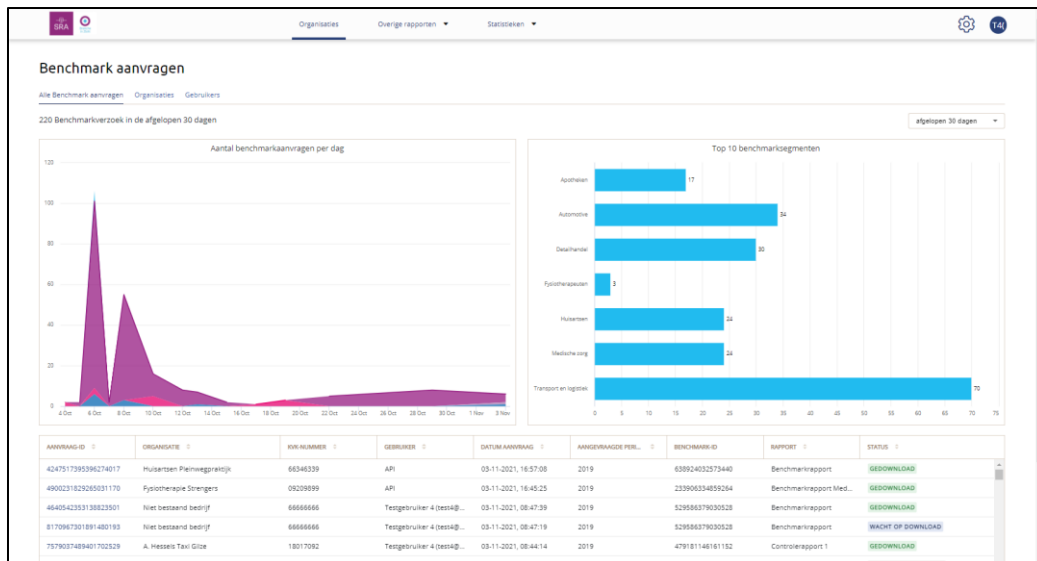 SRA
Organisaties Overige rapporten Statistieken T4(
Benchmark aanvragen
Alle Benchmark aanvragen Organisaties Gebruikers
220 Benchmarkverzoek in de afgelopen 30 dagen afgelopen 30 dagen
Aantal benchmarkaanvragen per dag
120
100
80
60
40
20
0
4 Oct 6 Oct 8 Oct 10 Oct 12 Oct 14 Oct 16 Oct 18 Oct 20 Oct 22 Oct 24 Oct 26 Oct 28 Oct 30 Oct 1 Nov 3 Nov
Top 10 benchmarksegmenten
Apotheken 17
Automotive 34
Detailhandel 30
Fysiotherapeuten 3
Huisartsen 24
Medische zorg 24
Transport en logistiek 70
0 5 10 15 20 25 30 35 40 45 50 55 60 65 70 75
AANVRAAG-ID ORGANISATIE KVK-NUMMER GEBRUIKER DATUM AANVRAAG AANGEVRAAGDE PERI... BENCHMARK-ID RAPPORT STATUS
4247517395396274017 Huisartsen Pleinwegpraktijk 66346339 API 03-11-2021, 16:57:08 2019 638924032573440 Benchmarkrapport GEDOWNLOAD
4900231829265031170 Fysiotherapie Strengers 09209899 API 03-11-2021, 16:45:25 2019 233906334859264 Benchmarkrapport Med... GEDOWNLOAD
4640542353138823501 Niet bestaand bedrijf 66666666 Testgebruiker 4 (test4@... 03-11-2021, 08:47:39 2019 529586379030528 Benchmarkrapport GEDOWNLOAD
8170967301891480193 Niet bestaand bedrijf 66666666 Testgebruiker 4 (test4@... 03-11-2021, 08:47:19 2019 529586379030528 Benchmarkrapport WACHT OP DOWNLOAD
7579037489401702529 A. Hessels Taxi Gilze 18017092 Testgebruiker 4 (test4@... 03-11-2021, 08:44:14 2019 479181146161152 Controlerapport 1 GEDOWNLOAD